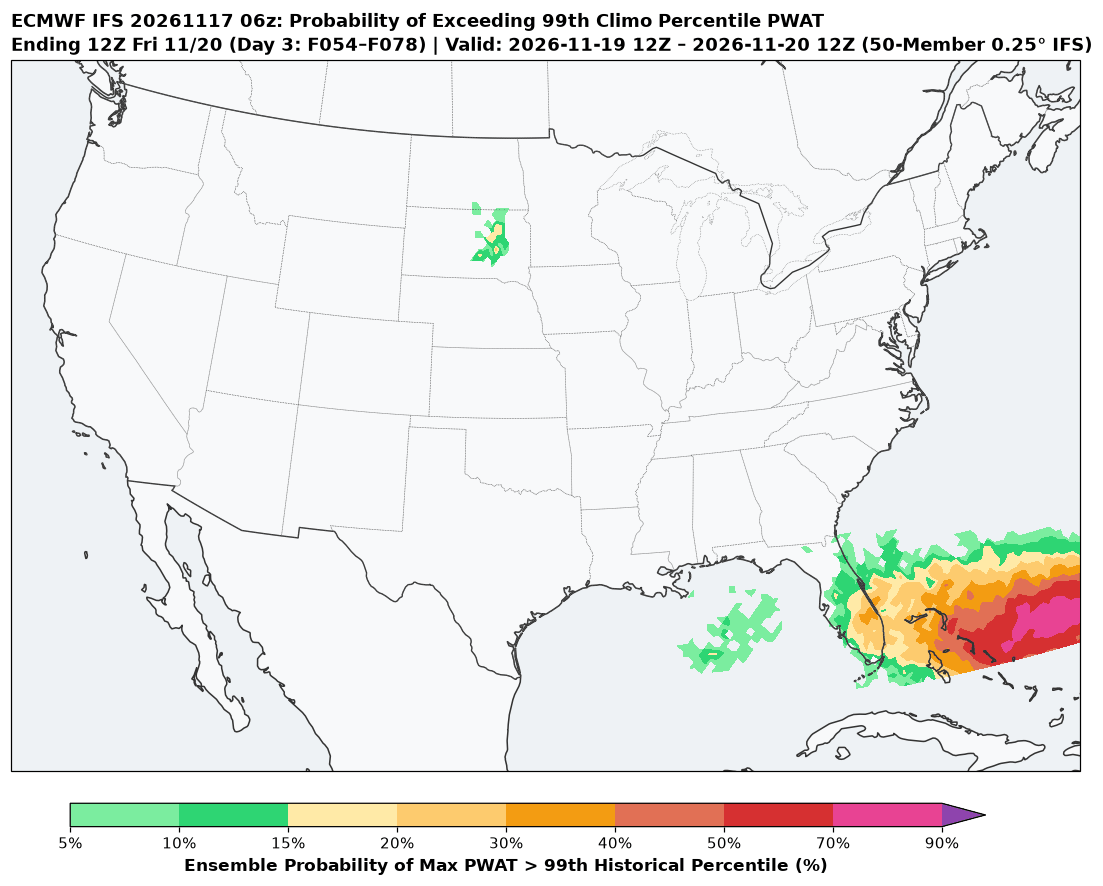 ECMWF IFS 20261117 06z: Probability of Exceeding 99th Climo Percentile PWAT
Ending 12Z Fri 11/20 (Day 3: F054–F078) | Valid: 2026-11-19 12Z – 2026-11-20 12Z (50-Member 0.25° IFS)
5% 10% 15% 20% 30% 40% 50% 70% 90%
Ensemble Probability of Max PWAT > 99th Historical Percentile (%)